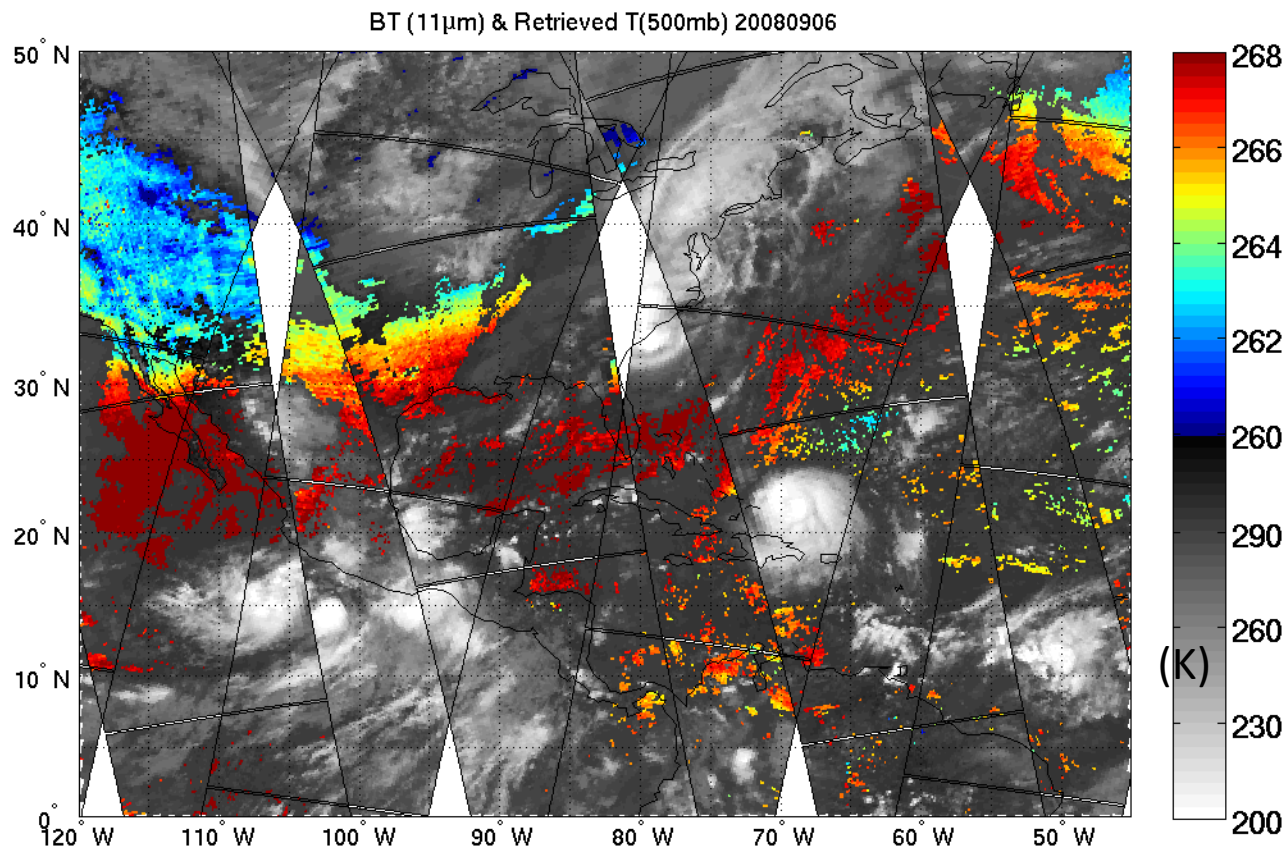 BT (11µm) & Retrieved T(500mb) 20080906
50° N
40° N
30° N
20° N
10° N
0°
120° W
110° W
100° W
90° W
80° W
70° W
60° W
50° W
268
266
264
262
260
290
260
230
200
(K)